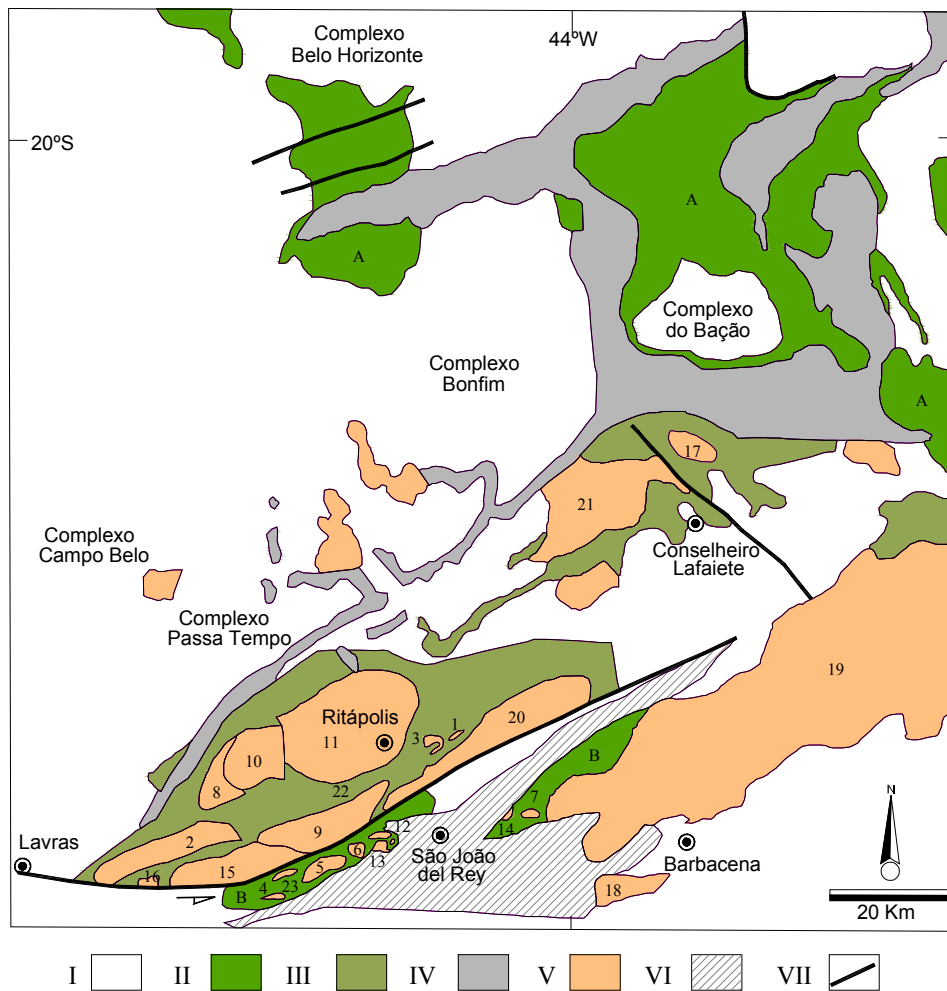 Complexo
Belo Horizonte
44ºW
20ºS
A
A
Complexo
do Bação
Complexo
Bonfim
A
17
21
Conselheiro
Lafaiete
Complexo
Campo Belo
Complexo
Passa Tempo
19
Ritápolis
20
1
3
11
10
B
8
22
7
9
12
14
2
6
13
São João
del Rey
Barbacena
Lavras
15
5
16
4
23
18
B
N
20 Km
I
II
III
IV
V
VI
VII